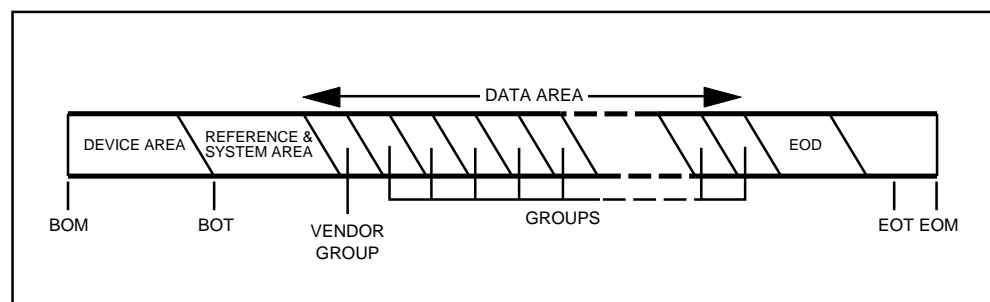 DATA AREA
DEVICE AREA
REFERENCE &
SYSTEM AREA
EOD
BOM
BOT
VENDOR
GROUP
GROUPS
EOT EOM